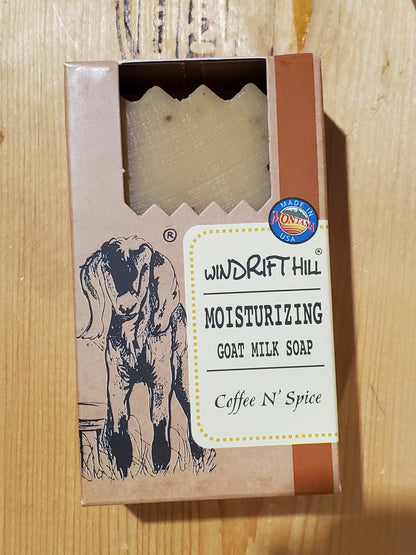 MADE IN
MONTANA
USA
®
WINDRIFT HILL®
MOISTURIZING
GOAT MILK SOAP
Coffee N' Spice